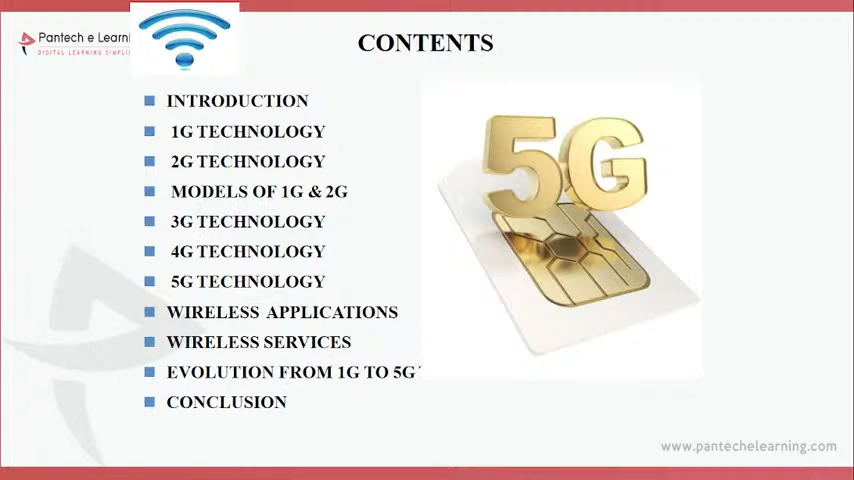 Pantech e Learni
DIGITAL LEARNING SIMPLI
CONTENTS
INTRODUCTION
1G TECHNOLOGY
2G TECHNOLOGY
MODELS OF 1G & 2G
3G TECHNOLOGY
4G TECHNOLOGY
5G TECHNOLOGY
WIRELESS APPLICATIONS
WIRELESS SERVICES
EVOLUTION FROM 1G TO 5G
CONCLUSION
5G
www.pantechelearning.com